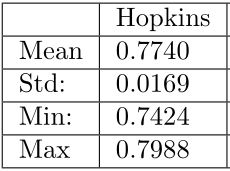 Hopkins
Mean 0.7740
Std: 0.0169
Min: 0.7424
Max 0.7988